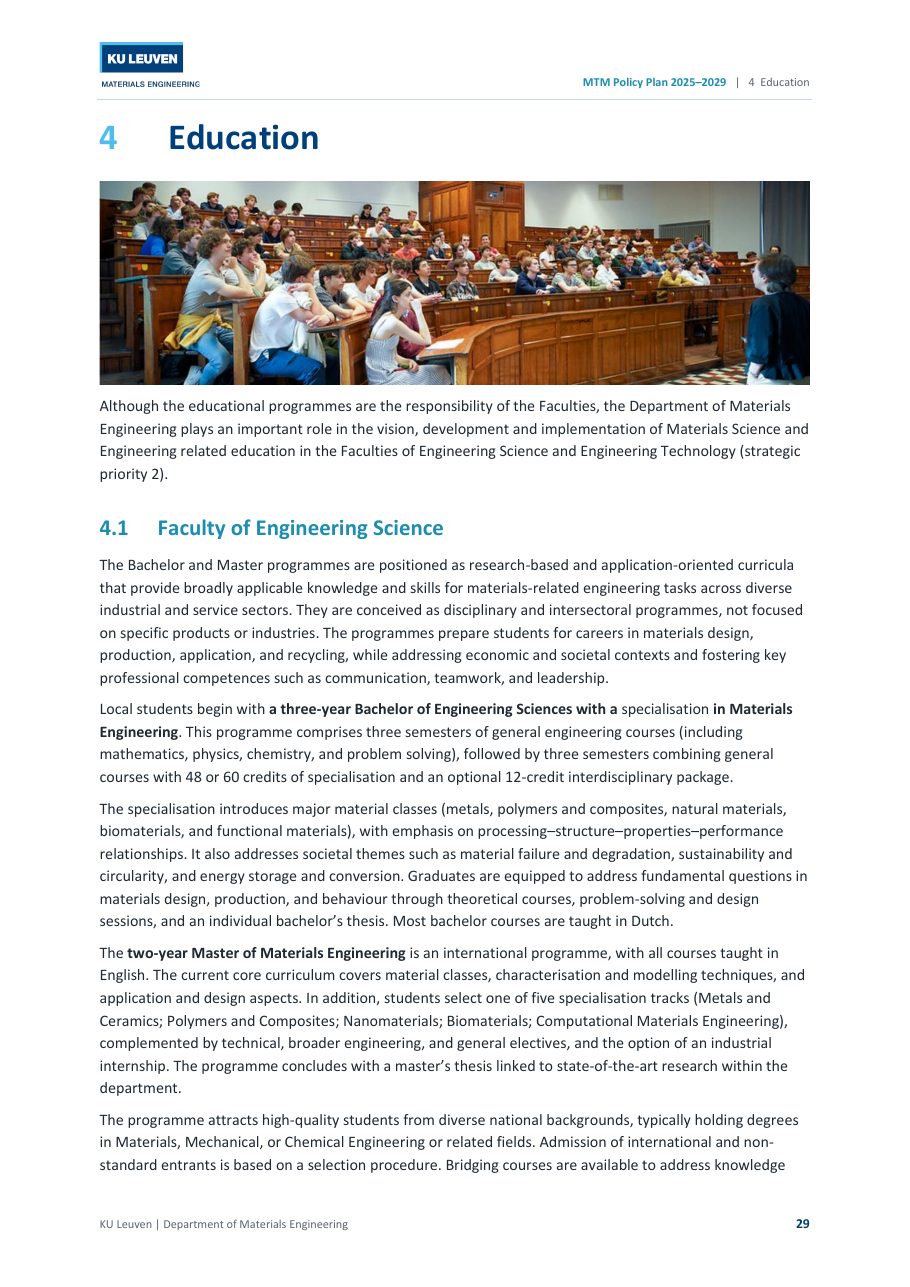 KU LEUVEN
MATERIALS ENGINEERING
MTM Policy Plan 2025–2029 | 4 Education
4 Education
Although the educational programmes are the responsibility of the Faculties, the Department of Materials
Engineering plays an important role in the vision, development and implementation of Materials Science and
Engineering related education in the Faculties of Engineering Science and Engineering Technology (strategic
priority 2).
4.1 Faculty of Engineering Science
The Bachelor and Master programmes are positioned as research-based and application-oriented curricula
that provide broadly applicable knowledge and skills for materials-related engineering tasks across diverse
industrial and service sectors. They are conceived as disciplinary and intersectoral programmes, not focused
on specific products or industries. The programmes prepare students for careers in materials design,
production, application, and recycling, while addressing economic and societal contexts and fostering key
professional competences such as communication, teamwork, and leadership.
Local students begin with a three-year Bachelor of Engineering Sciences with a specialisation in Materials
Engineering. This programme comprises three semesters of general engineering courses (including
mathematics, physics, chemistry, and problem solving), followed by three semesters combining general
courses with 48 or 60 credits of specialisation and an optional 12-credit interdisciplinary package.
The specialisation introduces major material classes (metals, polymers and composites, natural materials,
biomaterials, and functional materials), with emphasis on processing–structure–properties–performance
relationships. It also addresses societal themes such as material failure and degradation, sustainability and
circularity, and energy storage and conversion. Graduates are equipped to address fundamental questions in
materials design, production, and behaviour through theoretical courses, problem-solving and design
sessions, and an individual bachelor’s thesis. Most bachelor courses are taught in Dutch.
The two-year Master of Materials Engineering is an international programme, with all courses taught in
English. The current core curriculum covers material classes, characterisation and modelling techniques, and
application and design aspects. In addition, students select one of five specialisation tracks (Metals and
Ceramics; Polymers and Composites; Nanomaterials; Biomaterials; Computational Materials Engineering),
complemented by technical, broader engineering, and general electives, and the option of an industrial
internship. The programme concludes with a master’s thesis linked to state-of-the-art research within the
department.
The programme attracts high-quality students from diverse national backgrounds, typically holding degrees
in Materials, Mechanical, or Chemical Engineering or related fields. Admission of international and non-
standard entrants is based on a selection procedure. Bridging courses are available to address knowledge
KU Leuven | Department of Materials Engineering 29